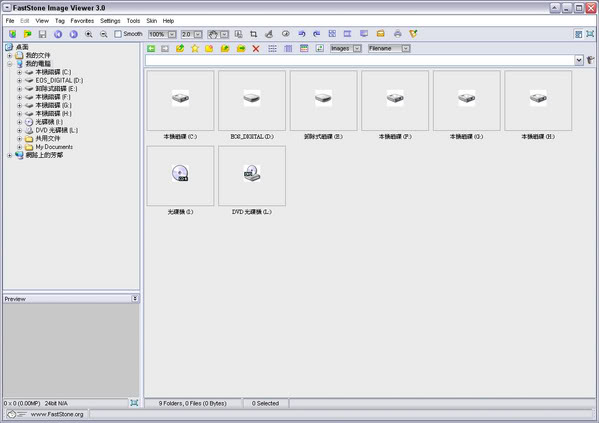 FastStone Image Viewer 3.0
File Edit View Tag Favorites Settings Tools Skin Help
Smooth 100% 2.0
Images Filename
桌面
我的文件
我的電腦
本機磁碟 (C:)
EOS_DIGITAL (D:)
卸除式磁碟 (E:)
本機磁碟 (F:)
本機磁碟 (G:)
本機磁碟 (H:)
光碟機 (I:)
DVD 光碟機 (L:)
共用文件
My Documents
網路上的芳鄰
本機磁碟 (C:) EOS_DIGITAL (D:) 卸除式磁碟 (E:) 本機磁碟 (F:) 本機磁碟 (G:) 本機磁碟 (H:)
光碟機 (I:) DVD 光碟機 (L:)
Preview
0 x 0 (0.00MP) 24bit N/A
9 Folders, 0 Files (0 Bytes) 0 Selected
www.FastStone.org